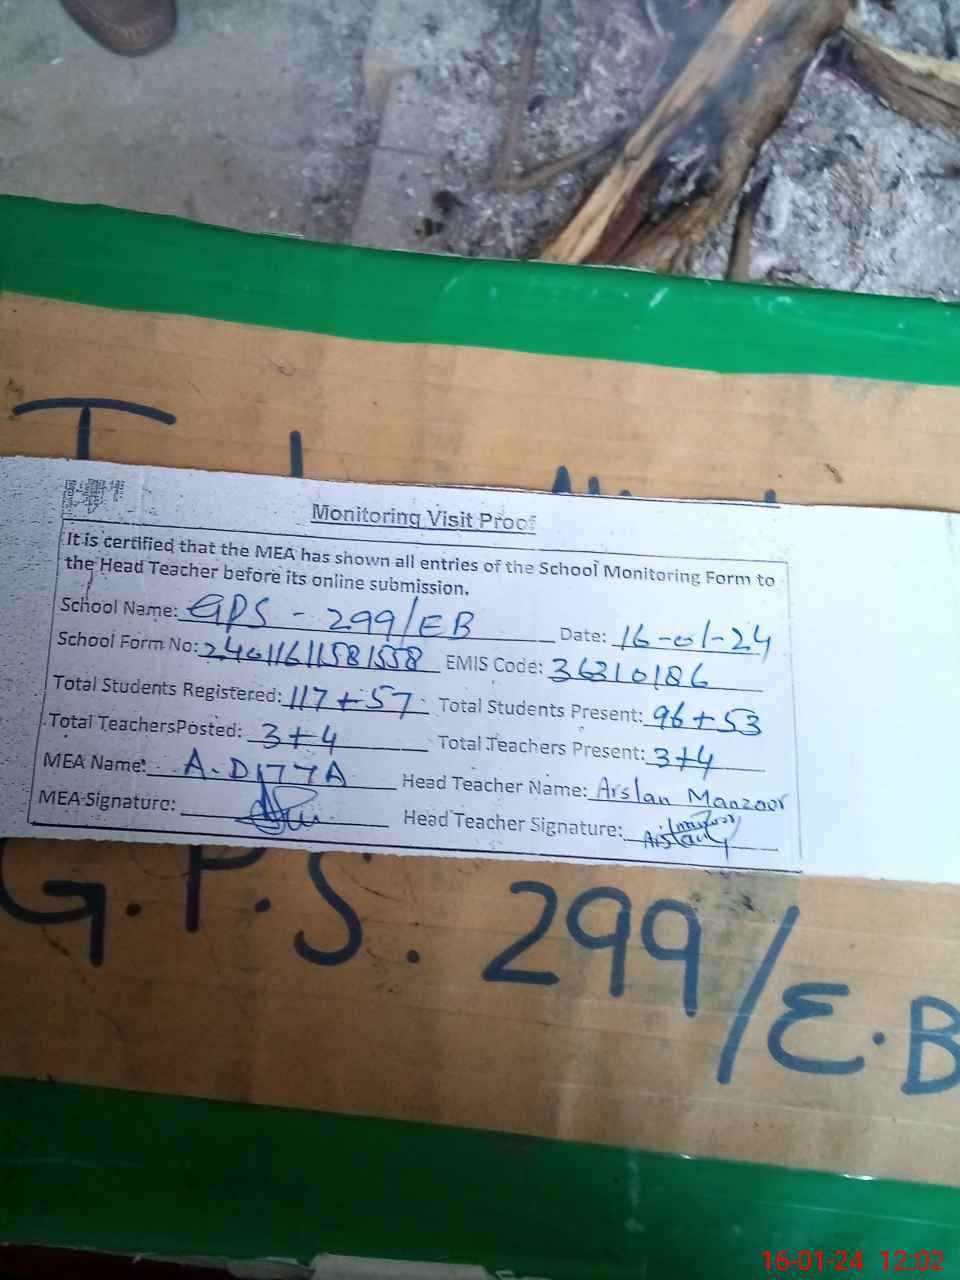 Monitoring Visit Proof
It is certified that the MEA has shown all entries of the School Monitoring Form to
the Head Teacher before its online submission.
School Name: GPS - 299/EB Date: 16-01-24
School Form No: 24011611581558 EMIS Code: 36310186
Total Students Registered: 117+57 Total Students Present: 96+53
Total TeachersPosted: 3+4 Total Teachers Present: 3+4
MEA Name: Head Teacher Name: Arslan Manzoor
MEA Signature: Head Teacher Signature: Arslan
G.P.S. 299/E.B
16-01-24 12:02